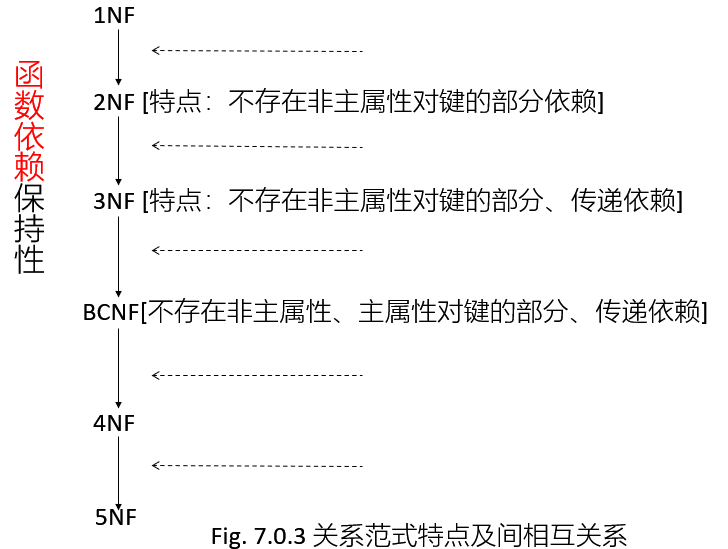 1NF
函数依赖保持性
2NF [特点：不存在非主属性对键的部分依赖]
3NF [特点：不存在非主属性对键的部分、传递依赖]
BCNF[不存在非主属性、主属性对键的部分、传递依赖]
4NF
5NF
Fig. 7.0.3 关系范式特点及间相互关系